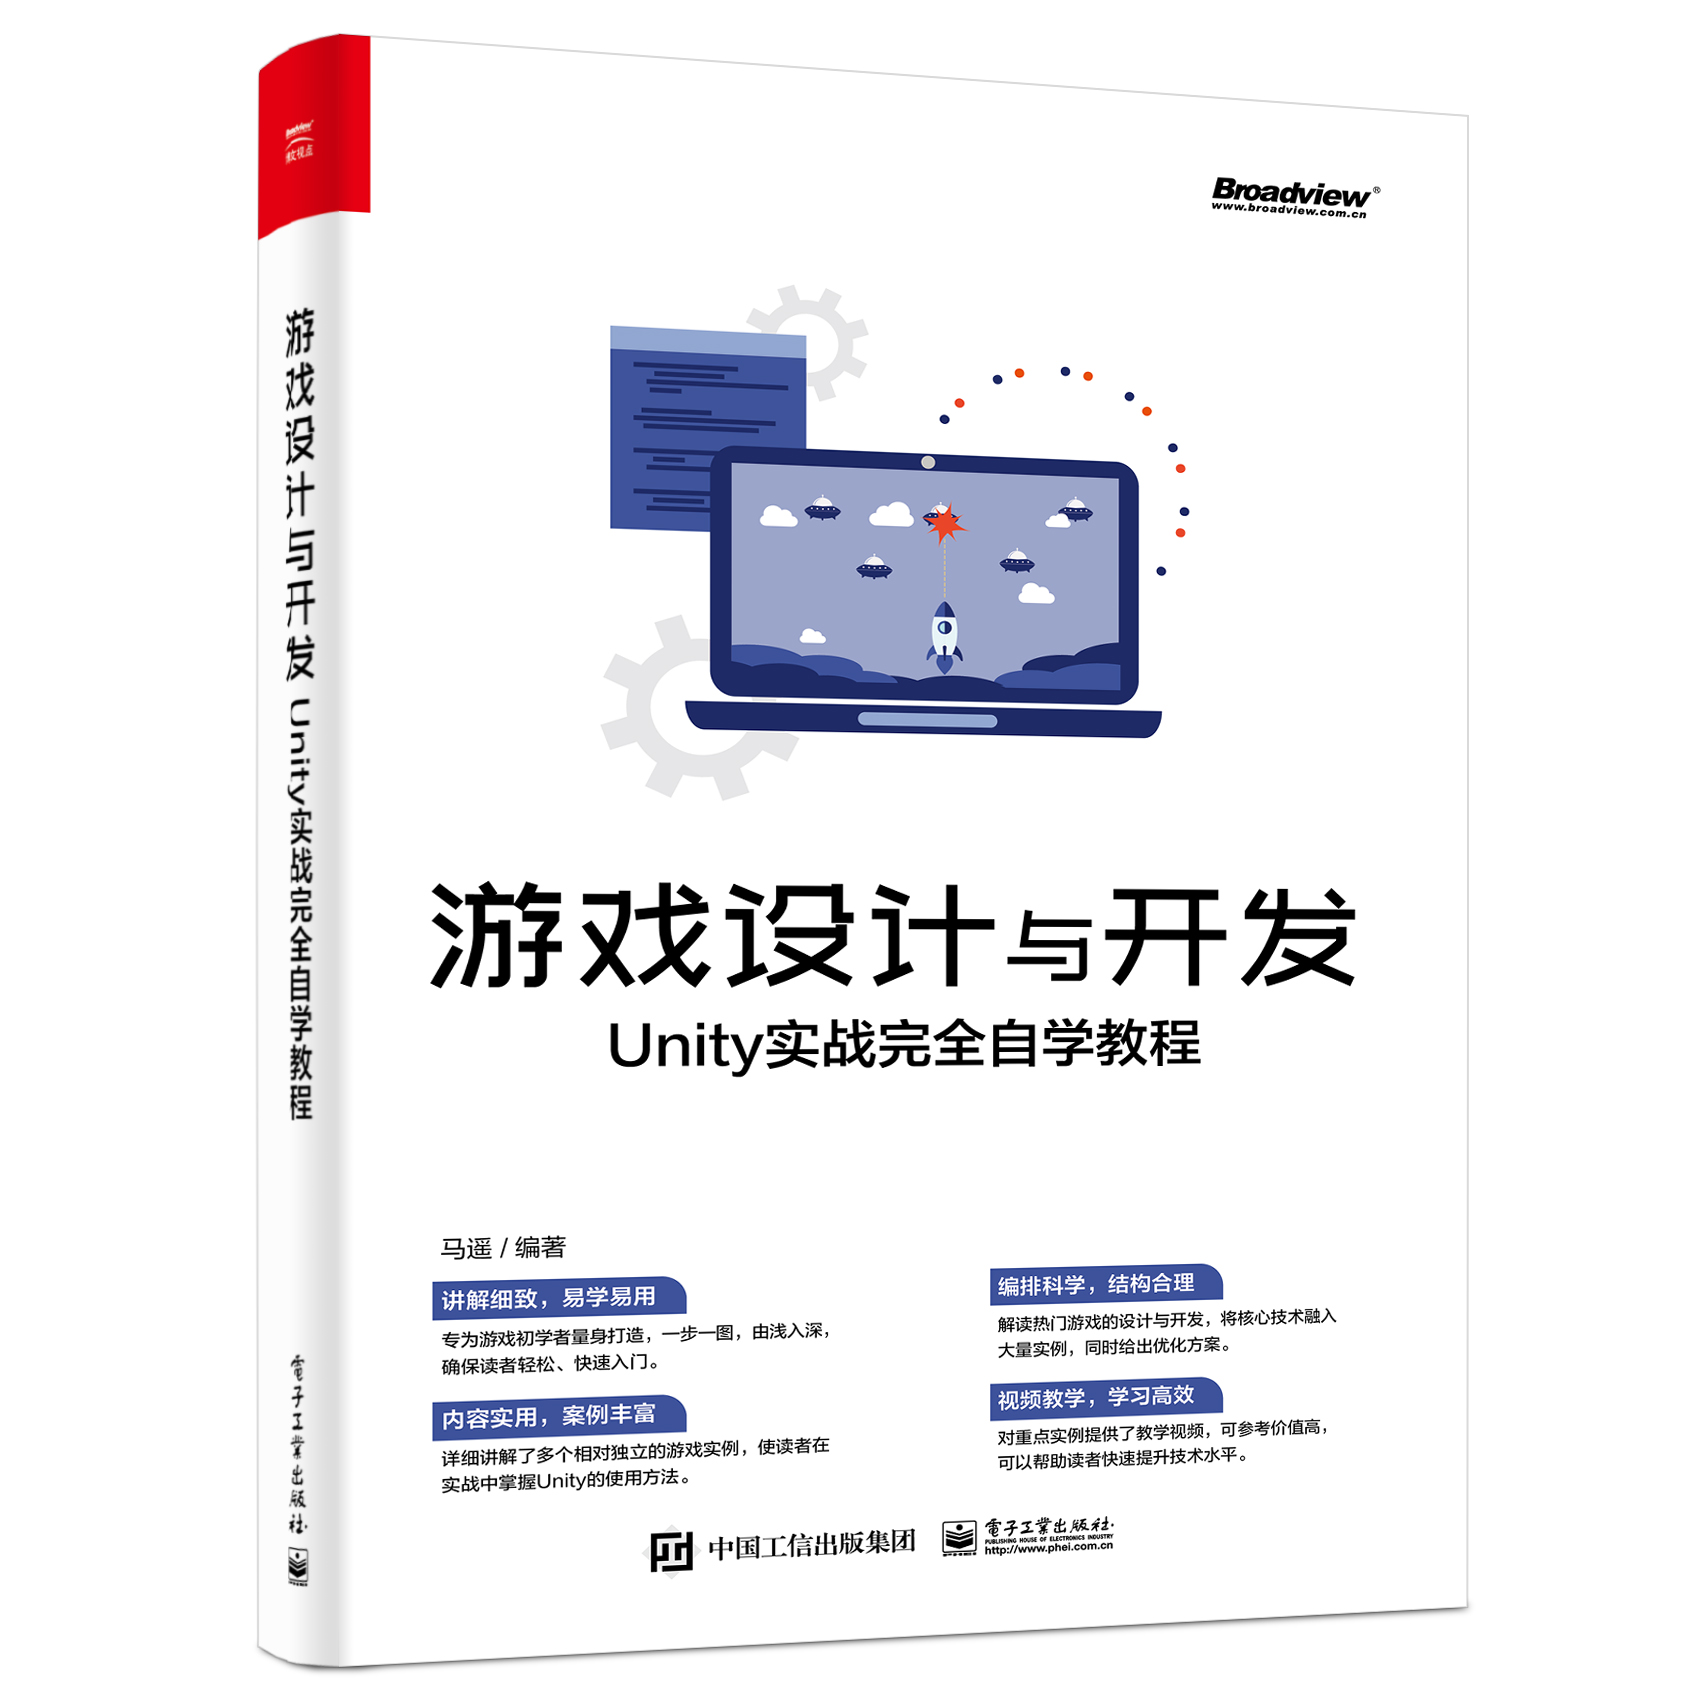 Broadview
博文视点
游戏设计与开发 Unity实战完全自学教程
電子工業出版社.
Broadview®
www.broadview.com.cn
游戏设计与开发
Unity实战完全自学教程
马遥 / 编著
讲解细致，易学易用
专为游戏初学者量身打造，一步一图，由浅入深，
确保读者轻松、快速入门。
内容实用，案例丰富
详细讲解了多个相对独立的游戏实例，使读者在
实战中掌握Unity的使用方法。
编排科学，结构合理
解读热门游戏的设计与开发，将核心技术融入
大量实例，同时给出优化方案。
视频教学，学习高效
对重点实例提供了教学视频，可参考价值高，
可以帮助读者快速提升技术水平。
中国工信出版集团
電子工業出版社.
PUBLISHING HOUSE OF ELECTRONICS INDUSTRY
http://www.phei.com.cn